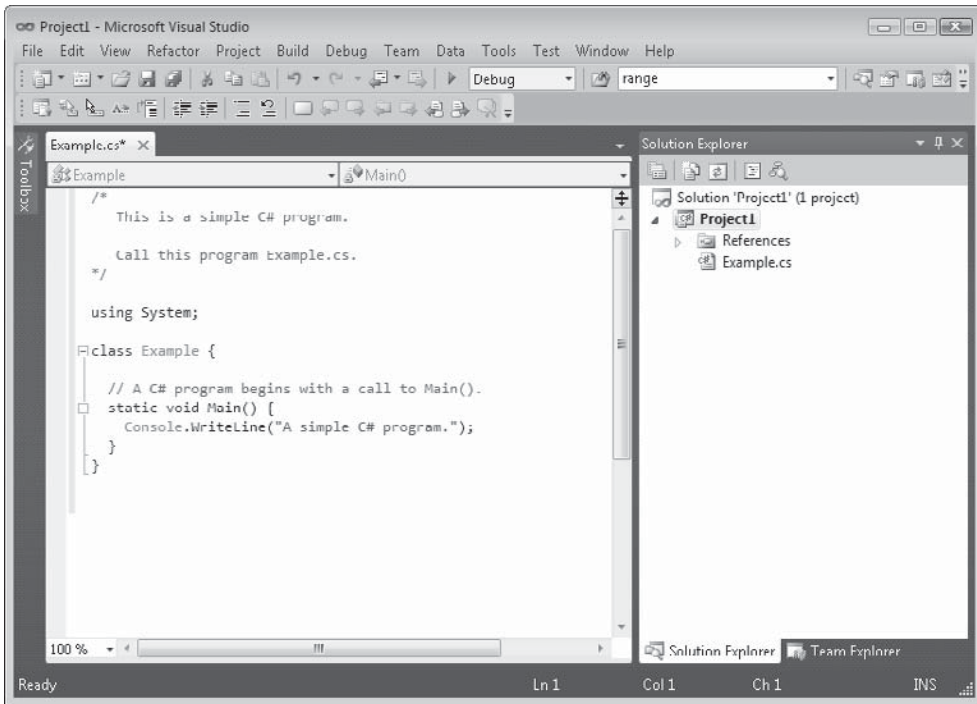 Project1 - Microsoft Visual Studio
File Edit View Refactor Project Build Debug Team Data Tools Test Window Help
Debug range
Toolbox
Example.cs*
Example Main()
/*
This is a simple C# program.
Call this program Example.cs.
*/
using System;
class Example {
// A C# program begins with a call to Main().
static void Main() {
Console.WriteLine("A simple C# program.");
}
}
100 %
Solution Explorer
Solution 'Project1' (1 project)
Project1
References
Example.cs
Solution Explorer Team Explorer
Ready Ln 1 Col 1 Ch 1 INS